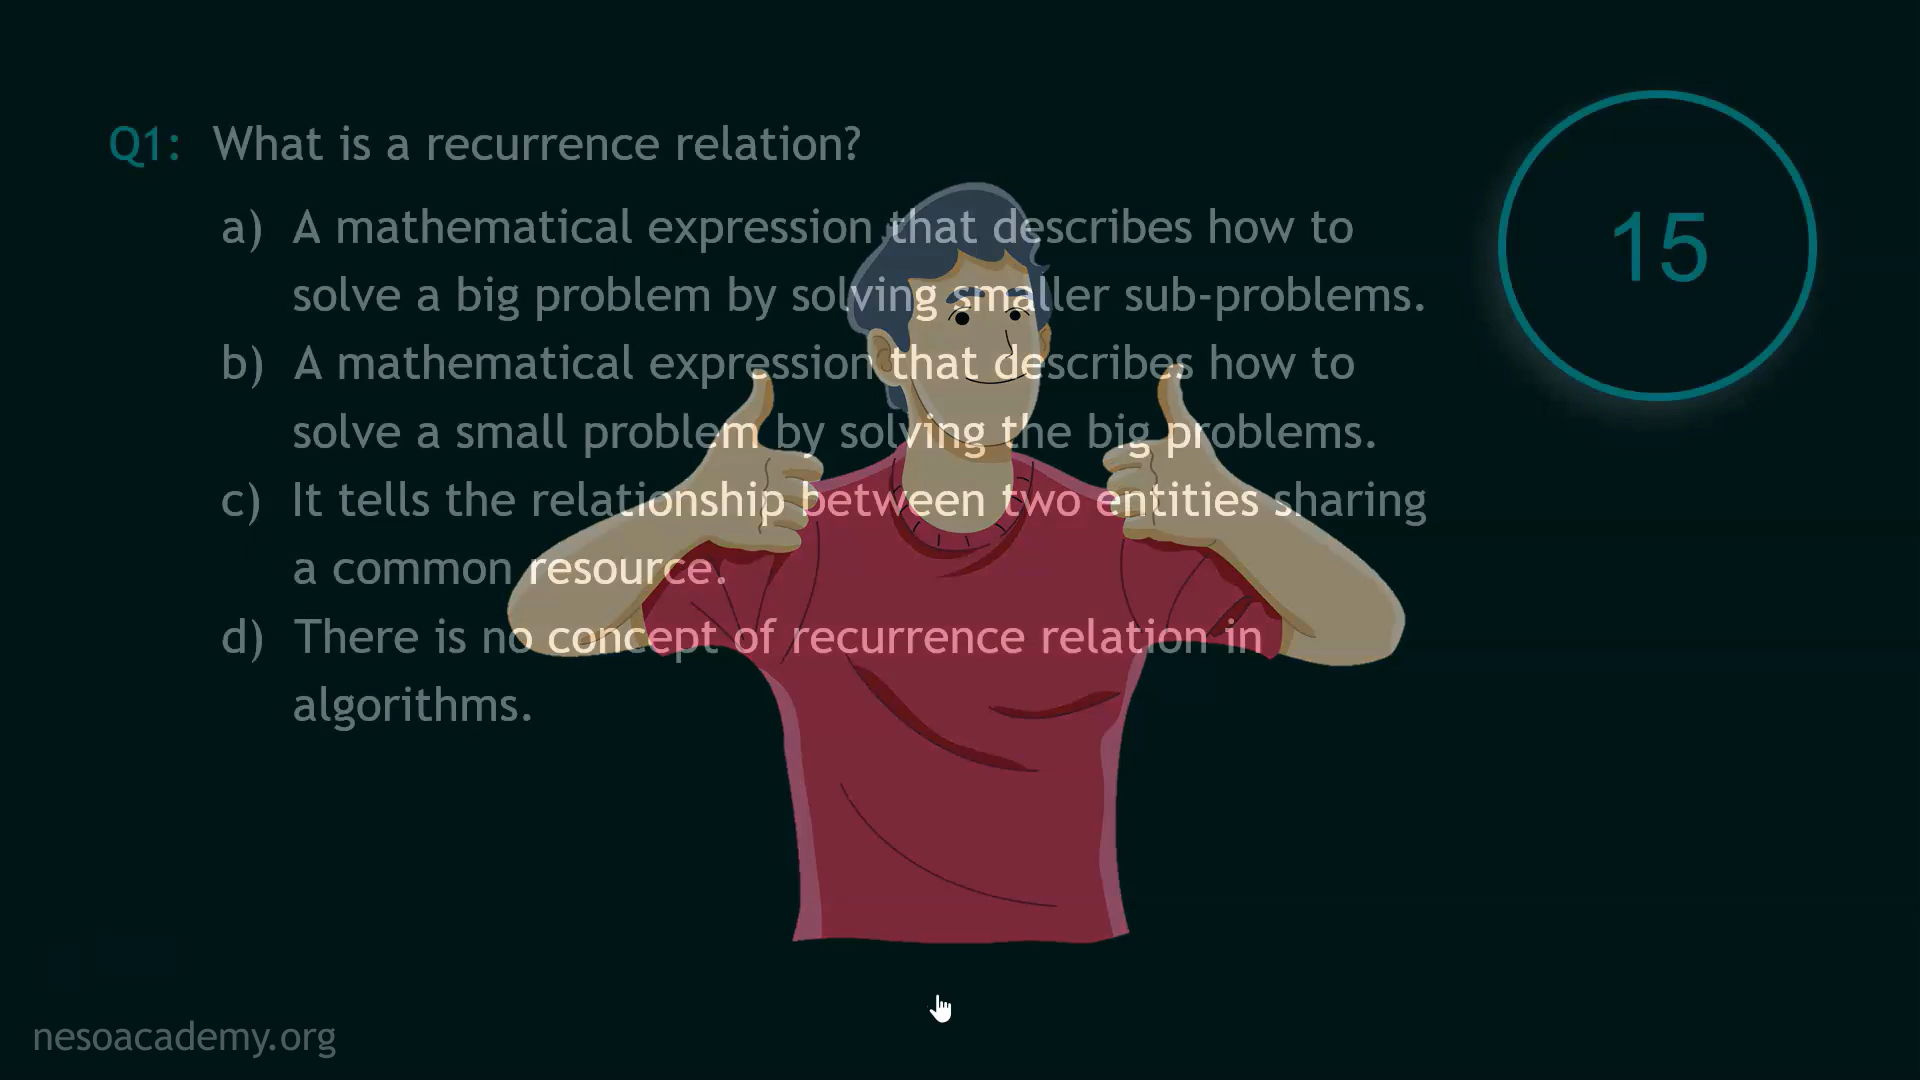 Q1: What is a recurrence relation?
15
a) A mathematical expression that describes how to
solve a big problem by solving smaller sub-problems.
b) A mathematical expression that describes how to
solve a small problem by solving the big problems.
c) It tells the relationship between two entities sharing
a common resource.
d) There is no concept of recurrence relation in
algorithms.
nesoacademy.org